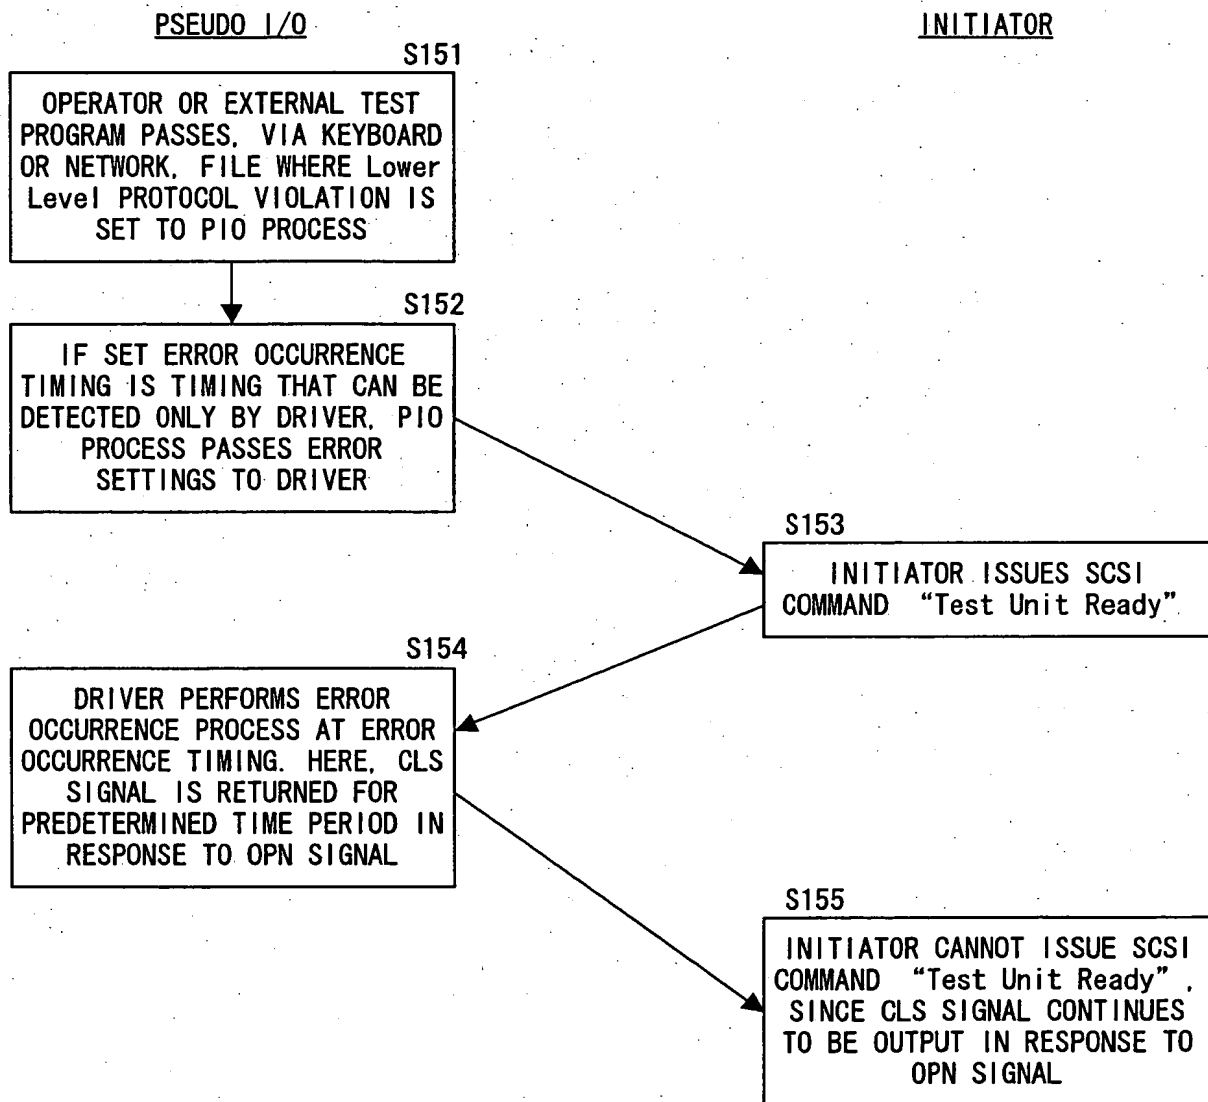 PSEUDO I/O
INITIATOR
S151
OPERATOR OR EXTERNAL TEST
PROGRAM PASSES, VIA KEYBOARD
OR NETWORK, FILE WHERE Lower
Level PROTOCOL VIOLATION IS
SET TO PIO PROCESS
S152
IF SET ERROR OCCURRENCE
TIMING IS TIMING THAT CAN BE
DETECTED ONLY BY DRIVER, PIO
PROCESS PASSES ERROR
SETTINGS TO DRIVER
S153
INITIATOR ISSUES SCSI
COMMAND “Test Unit Ready”
S154
DRIVER PERFORMS ERROR
OCCURRENCE PROCESS AT ERROR
OCCURRENCE TIMING. HERE, CLS
SIGNAL IS RETURNED FOR
PREDETERMINED TIME PERIOD IN
RESPONSE TO OPN SIGNAL
S155
INITIATOR CANNOT ISSUE SCSI
COMMAND “Test Unit Ready”,
SINCE CLS SIGNAL CONTINUES
TO BE OUTPUT IN RESPONSE TO
OPN SIGNAL